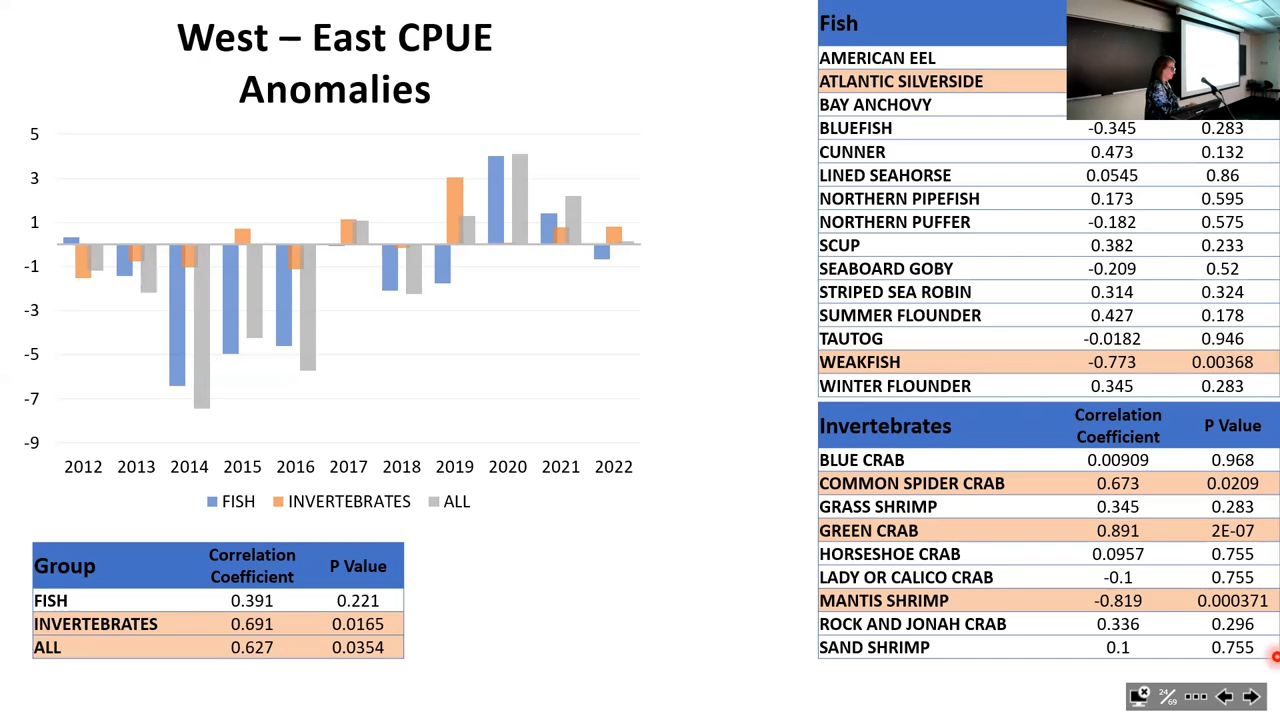 West – East CPUE
Anomalies
5
3
1
-1
-3
-5
-7
-9
2012 2013 2014 2015 2016 2017 2018 2019 2020 2021 2022
FISH INVERTEBRATES ALL
Group Correlation Coefficient P Value
FISH 0.391 0.221
INVERTEBRATES 0.691 0.0165
ALL 0.627 0.0354
Fish
AMERICAN EEL
ATLANTIC SILVERSIDE
BAY ANCHOVY
BLUEFISH -0.345 0.283
CUNNER 0.473 0.132
LINED SEAHORSE 0.0545 0.86
NORTHERN PIPEFISH 0.173 0.595
NORTHERN PUFFER -0.182 0.575
SCUP 0.382 0.233
SEABOARD GOBY -0.209 0.52
STRIPED SEA ROBIN 0.314 0.324
SUMMER FLOUNDER 0.427 0.178
TAUTOG -0.0182 0.946
WEAKFISH -0.773 0.00368
WINTER FLOUNDER 0.345 0.283
Invertebrates Correlation Coefficient P Value
BLUE CRAB 0.00909 0.968
COMMON SPIDER CRAB 0.673 0.0209
GRASS SHRIMP 0.345 0.283
GREEN CRAB 0.891 2E-07
HORSESHOE CRAB 0.0957 0.755
LADY OR CALICO CRAB -0.1 0.755
MANTIS SHRIMP -0.819 0.000371
ROCK AND JONAH CRAB 0.336 0.296
SAND SHRIMP 0.1 0.755
24/69